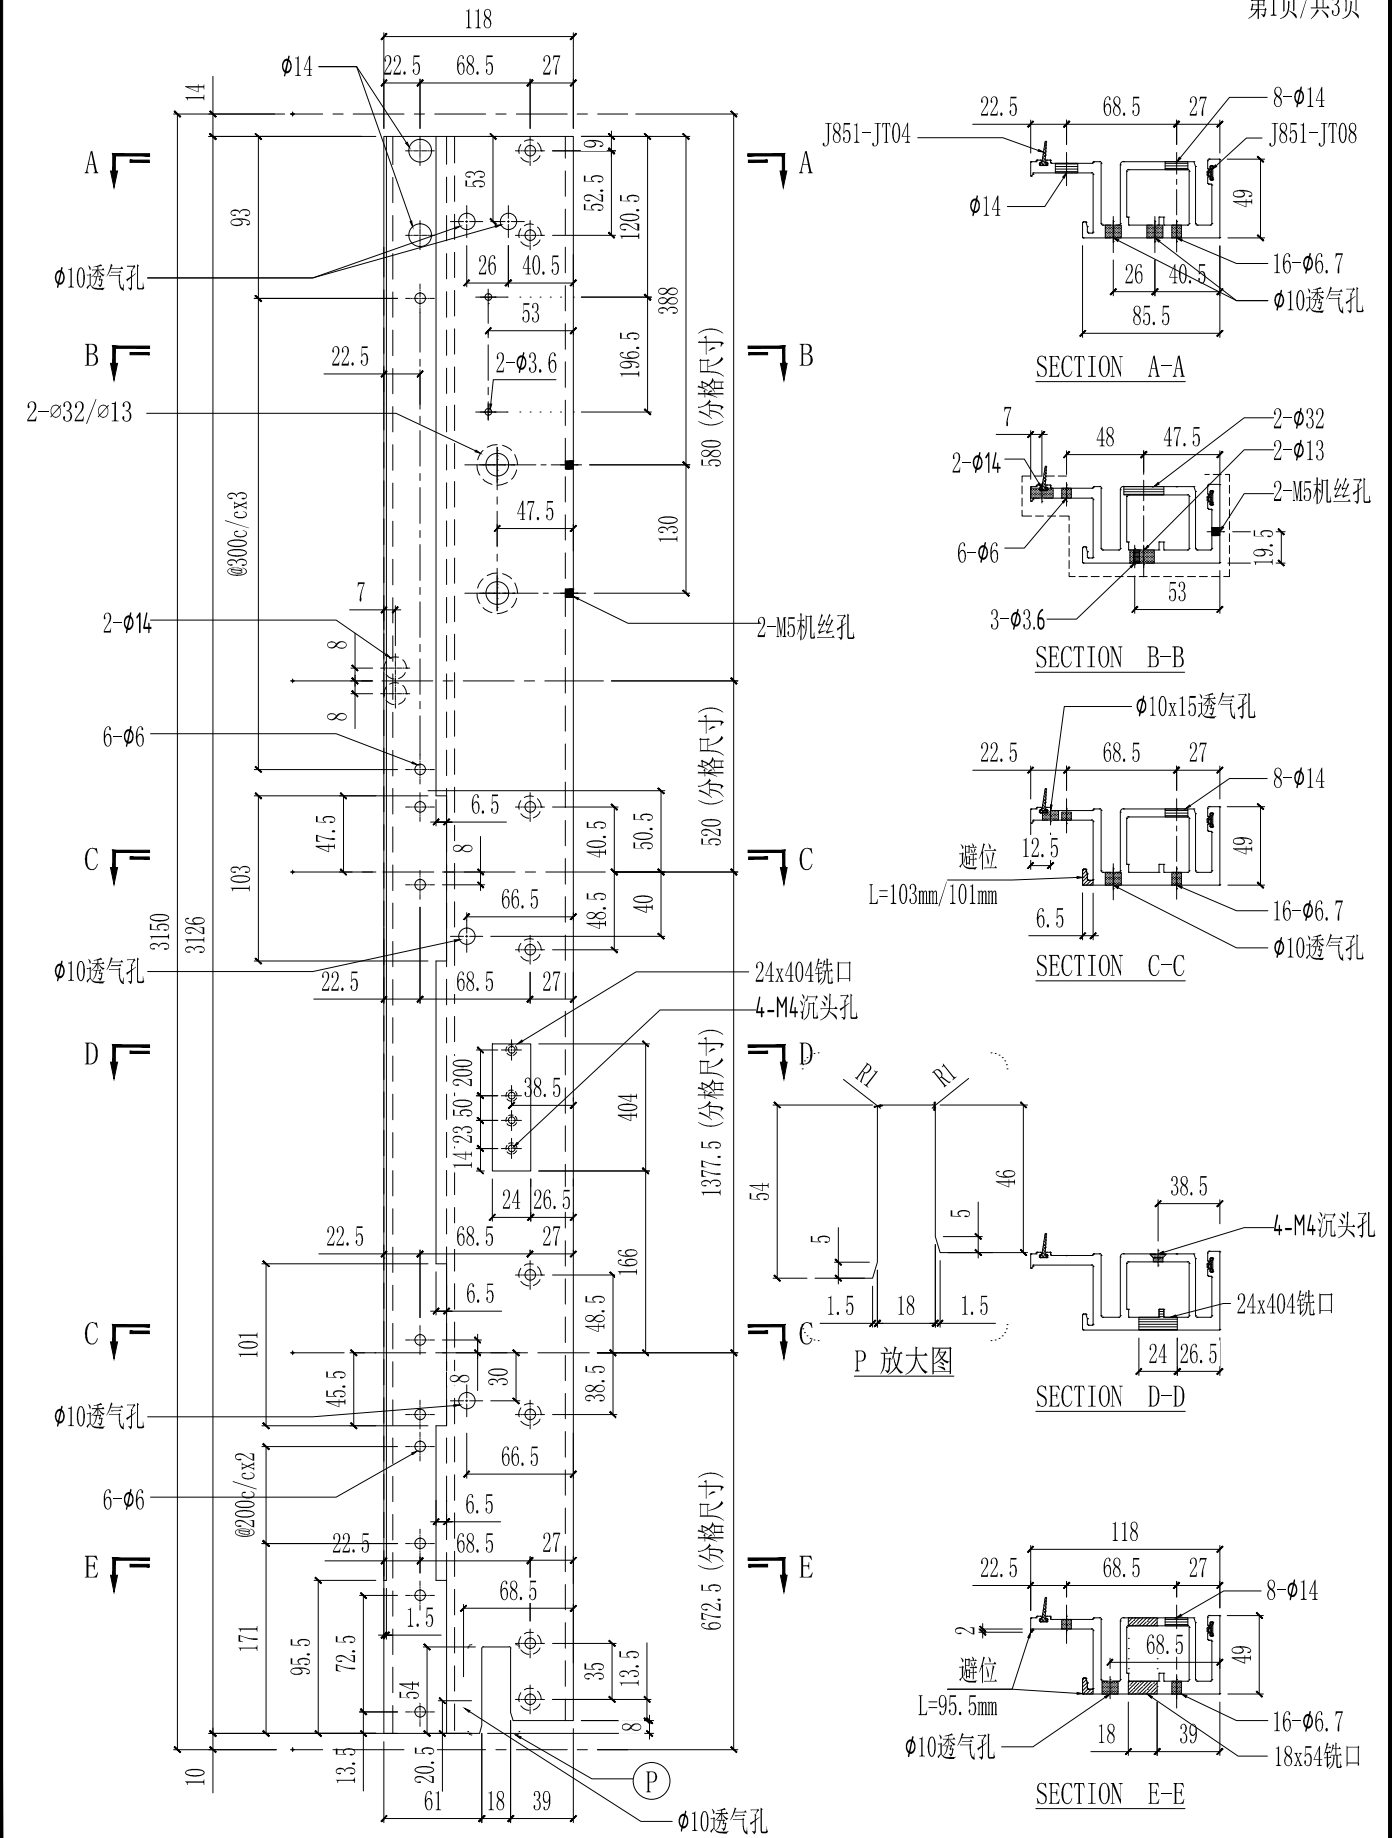 第1页/共3页
118
22.5
68.5
27
Φ14
14
A
A
9
53
52.5
120.5
93
Φ10透气孔
26
40.5
388
53
B
B
22.5
2-Φ3.6
196.5
580 (分格尺寸)
2-⌀32/⌀13
47.5
130
@300c/cx3
7
2-Φ14
2-M5机丝孔
8
8
6-Φ6
520 (分格尺寸)
6.5
47.5
8
40.5
50.5
C
C
103
66.5
48.5
40
3150
3126
Φ10透气孔
22.5
68.5
27
24x404铣口
4-M4沉头孔
D
D
200
38.5
50
23
14
404
1377.5 (分格尺寸)
24
26.5
22.5
68.5
27
166
6.5
48.5
C
C
101
45.5
8
30
38.5
Φ10透气孔
@200c/cx2
66.5
6-Φ6
6.5
672.5 (分格尺寸)
22.5
68.5
27
E
E
68.5
1.5
171
95.5
72.5
54
35
13.5
8
13.5
20.5
10
P
61
18
39
Φ10透气孔
22.5
68.5
27
8-Φ14
J851-JT04
J851-JT08
Φ14
49
16-Φ6.7
26
40.5
Φ10透气孔
85.5
SECTION A-A
7
48
47.5
2-Φ32
2-Φ13
2-Φ14
2-M5机丝孔
6-Φ6
19.5
53
3-Φ3.6
SECTION B-B
Φ10x15透气孔
22.5
68.5
27
8-Φ14
避位
12.5
49
L=103mm/101mm
16-Φ6.7
6.5
Φ10透气孔
SECTION C-C
R1
R1
54
46
5
5
1.5
18
1.5
P 放大图
38.5
4-M4沉头孔
24x404铣口
24
26.5
SECTION D-D
118
22.5
68.5
27
8-Φ14
2
68.5
49
避位
L=95.5mm
16-Φ6.7
Φ10透气孔
18
39
18x54铣口
SECTION E-E